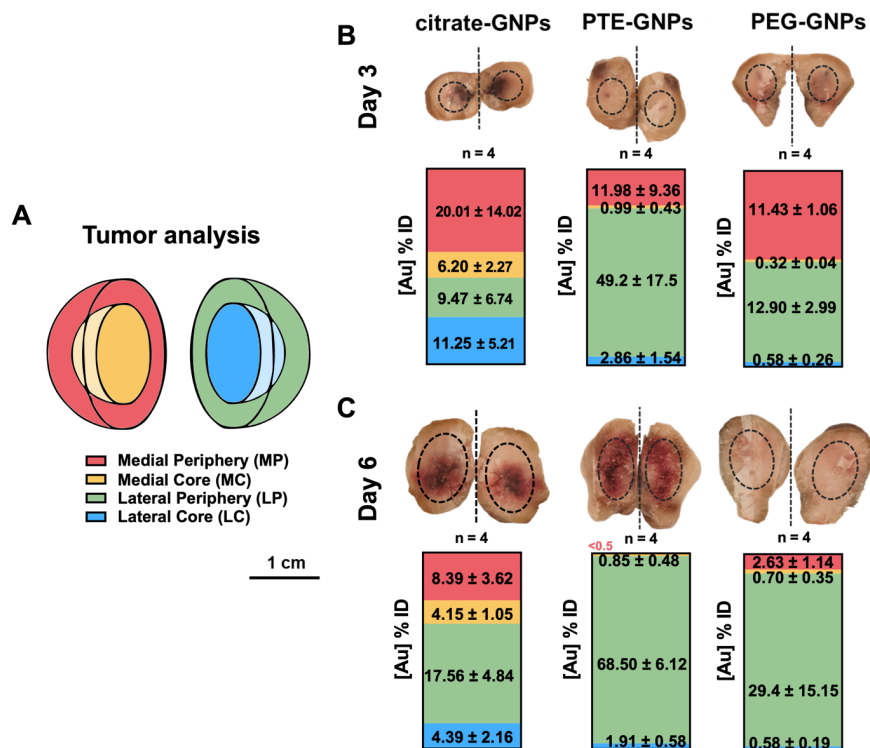 A
Tumor analysis
Medial Periphery (MP)
Medial Core (MC)
Lateral Periphery (LP)
Lateral Core (LC)
1 cm
B
citrate-GNPs
PTE-GNPs
PEG-GNPs
Day 3
n = 4
n = 4
n = 4
[Au] % ID
20.01 ± 14.02
6.20 ± 2.27
9.47 ± 6.74
11.25 ± 5.21
[Au] % ID
11.98 ± 9.36
0.99 ± 0.43
49.2 ± 17.5
2.86 ± 1.54
[Au] % ID
11.43 ± 1.06
0.32 ± 0.04
12.90 ± 2.99
0.58 ± 0.26
C
Day 6
n = 4
n = 4
n = 4
[Au] % ID
8.39 ± 3.62
4.15 ± 1.05
17.56 ± 4.84
4.39 ± 2.16
[Au] % ID
<0.5
0.85 ± 0.48
68.50 ± 6.12
1.91 ± 0.58
[Au] % ID
2.63 ± 1.14
0.70 ± 0.35
29.4 ± 15.15
0.58 ± 0.19